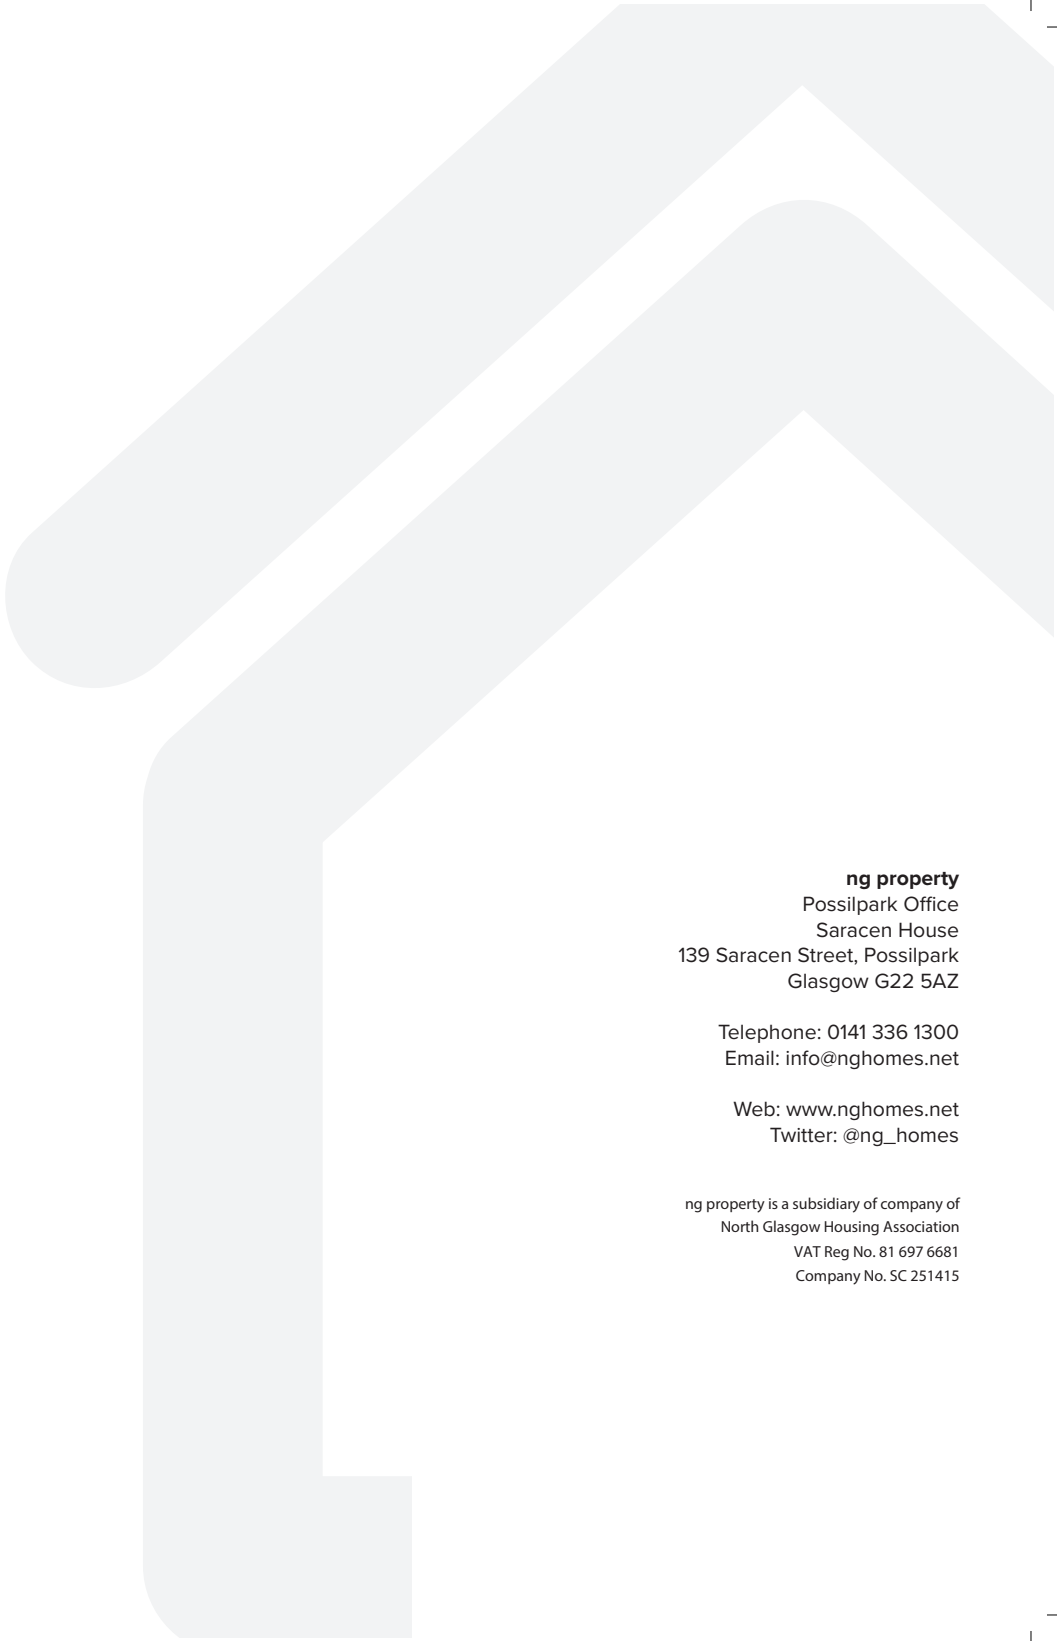 ng property
Possilpark Office
Saracen House
139 Saracen Street, Possilpark
Glasgow G22 5AZ
Telephone: 0141 336 1300
Email: info@nghomes.net
Web: www.nghomes.net
Twitter: @ng_homes
ng property is a subsidiary of company of
North Glasgow Housing Association
VAT Reg No. 81 697 6681
Company No. SC 251415